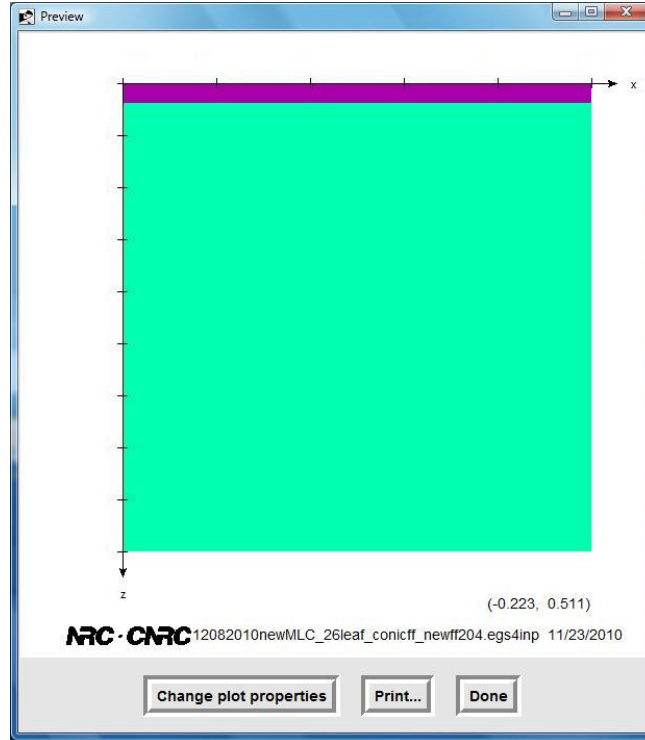 Preview
x
z
(-0.223, 0.511)
NRC·CNRC 12082010newMLC_26leaf_conicff_newff204.egs4inp 11/23/2010
Change plot properties Print... Done